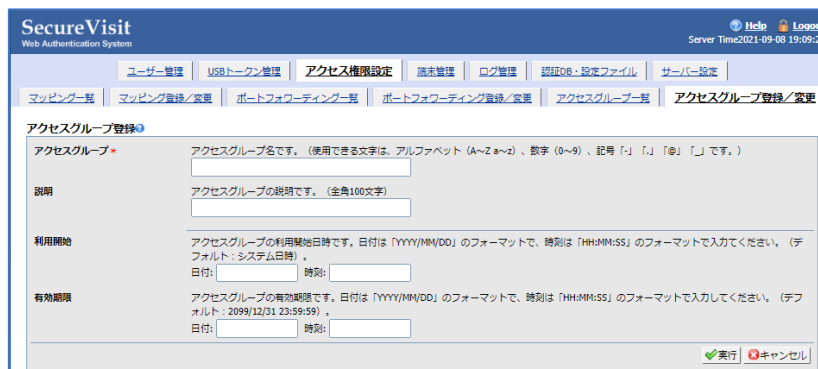 SecureVisit
Web Authentication System
Help Logou
Server Time2021-09-08 19:09:2
ユーザー管理 USBトークン管理 アクセス権限設定 端末管理 ログ管理 認証DB・設定ファイル サーバー設定
マッピング一覧 マッピング登録／変更 ポートフォワーディング一覧 ポートフォワーディング登録／変更 アクセスグループ一覧 アクセスグループ登録／変更
アクセスグループ登録
アクセスグループ* アクセスグループ名です。（使用できる文字は、アルファベット（A～Z a～z）、数字（0～9）、記号「-」「.」「@」「_」です。）
説明 アクセスグループの説明です。（全角100文字）
利用開始 アクセスグループの利用開始日時です。日付は「YYYY/MM/DD」のフォーマットで、時刻は「HH:MM:SS」のフォーマットで入力てください。（デ
フォルト：システム日時）。
日付: 時刻:
有効期限 アクセスグループの有効期限です。日付は「YYYY/MM/DD」のフォーマットで、時刻は「HH:MM:SS」のフォーマットで入力してください。（デフ
ォルト：2099/12/31 23:59:59）。
日付: 時刻:
実行 キャンセル